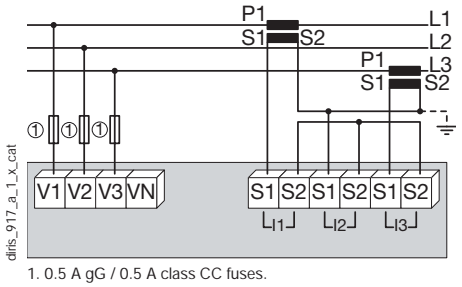 P1 L1
S1 S2 L2
P1 L3
S1 S2
① ① ①
V1 V2 V3 VN S1 S2 S1 S2 S1 S2
I1 I2 I3
diris_917_a_1_x_cat
1. 0.5 A gG / 0.5 A class CC fuses.